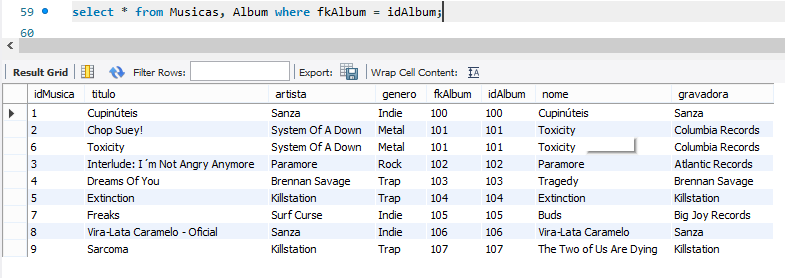 59 select * from Musicas, Album where fkAlbum = idAlbum;
60
Result Grid Filter Rows: Export: Wrap Cell Content: IA
idMusica titulo artista genero fkAlbum idAlbum nome gravadora
1 Cupinúteis Sanza Indie 100 100 Cupinúteis Sanza
2 Chop Suey! System Of A Down Metal 101 101 Toxicity Columbia Records
6 Toxicity System Of A Down Metal 101 101 Toxicity Columbia Records
3 Interlude: I´m Not Angry Anymore Paramore Rock 102 102 Paramore Atlantic Records
4 Dreams Of You Brennan Savage Trap 103 103 Tragedy Brennan Savage
5 Extinction Killstation Trap 104 104 Extinction Killstation
7 Freaks Surf Curse Indie 105 105 Buds Big Joy Records
8 Vira-Lata Caramelo - Oficial Sanza Indie 106 106 Vira-Lata Caramelo Sanza
9 Sarcoma Killstation Trap 107 107 The Two of Us Are Dying Killstation